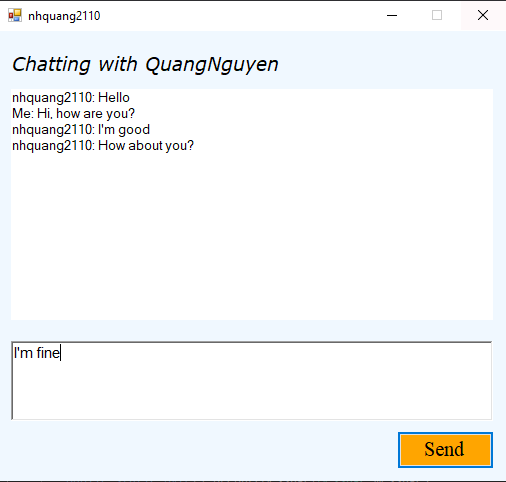 nhquang2110
Chatting with QuangNguyen
nhquang2110: Hello
Me: Hi, how are you?
nhquang2110: I'm good
nhquang2110: How about you?
I'm fine
Send